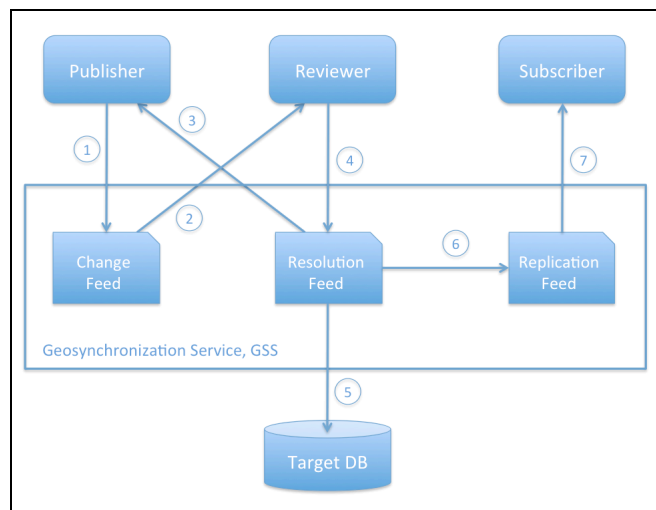 Publisher
Reviewer
Subscriber
1
3
4
7
2
6
Change
Feed
Resolution
Feed
Replication
Feed
Geosynchronization Service, GSS
5
Target DB